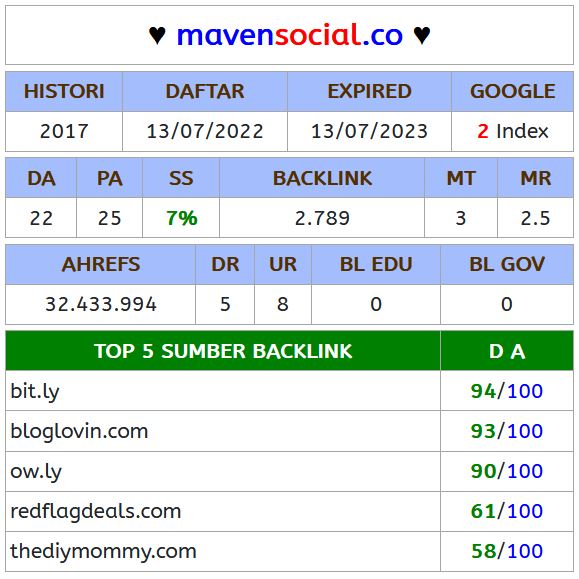 ♥ mavensocial.co ♥
HISTORI DAFTAR EXPIRED GOOGLE
2017 13/07/2022 13/07/2023 2 Index
DA PA SS BACKLINK MT MR
22 25 7% 2.789 3 2.5
AHREFS DR UR BL EDU BL GOV
32.433.994 5 8 0 0
TOP 5 SUMBER BACKLINK D A
bit.ly 94/100
bloglovin.com 93/100
ow.ly 90/100
redflagdeals.com 61/100
thediymommy.com 58/100